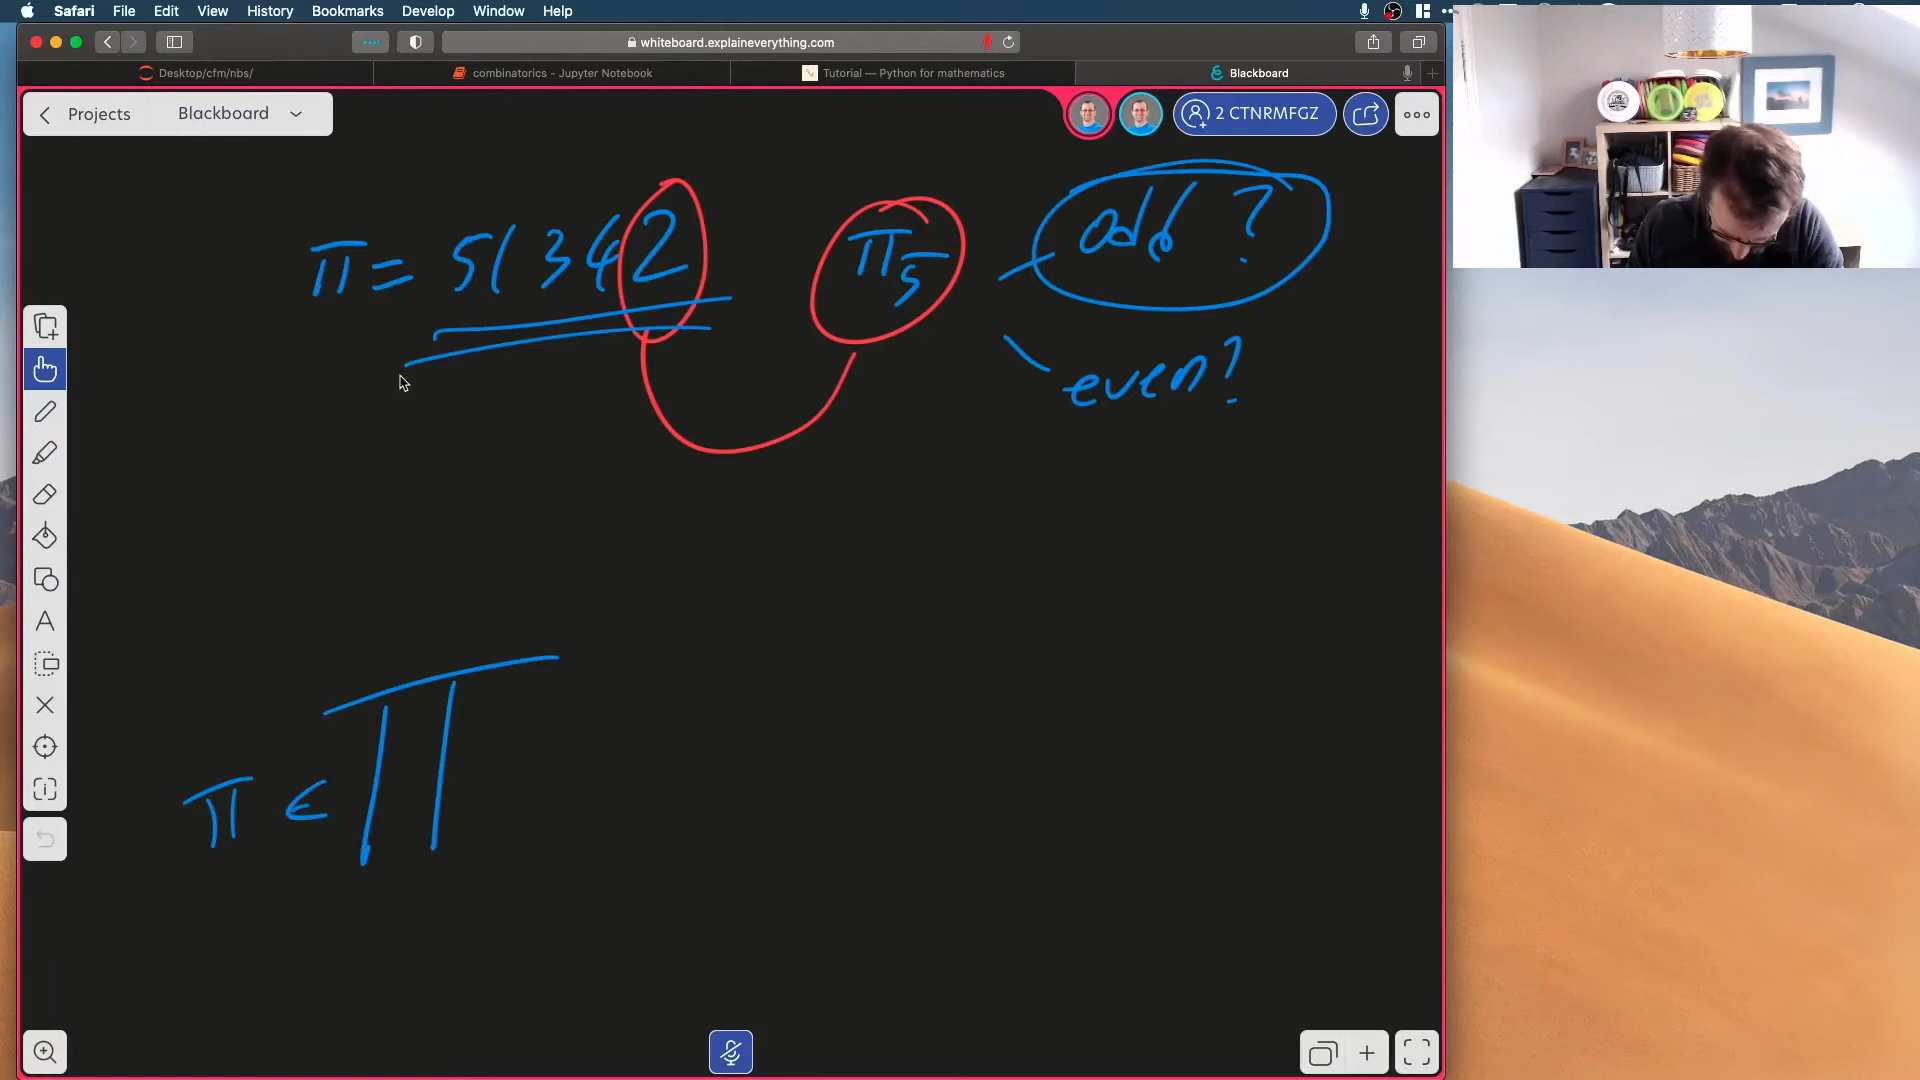 Safari File Edit View History Bookmarks Develop Window Help
whiteboard.explaineverything.com
Desktop/cfm/nbs/
combinatorics - Jupyter Notebook
Tutorial — Python for mathematics
Blackboard
Projects Blackboard
2 CTNRMFGZ
π = 51342
π5
odd ?
even?
π ∈ Π